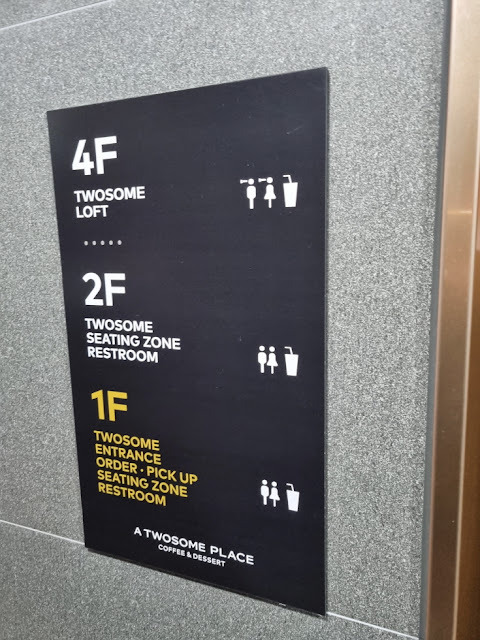 4F
TWOSOME
LOFT
2F
TWOSOME
SEATING ZONE
RESTROOM
1F
TWOSOME
ENTRANCE
ORDER · PICK UP
SEATING ZONE
RESTROOM
A TWOSOME PLACE
COFFEE & DESSERT